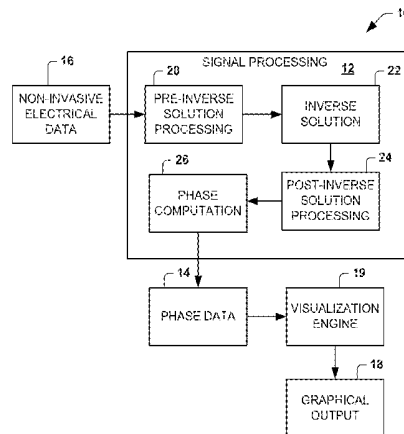 16
20
SIGNAL PROCESSING
12
22
NON-INVASIVE
ELECTRICAL
DATA
PRE-INVERSE
SOLUTION
PROCESSING
INVERSE
SOLUTION
26
24
PHASE
COMPUTATION
POST-INVERSE
SOLUTION
PROCESSING
14
19
PHASE DATA
VISUALIZATION
ENGINE
18
GRAPHICAL
OUTPUT